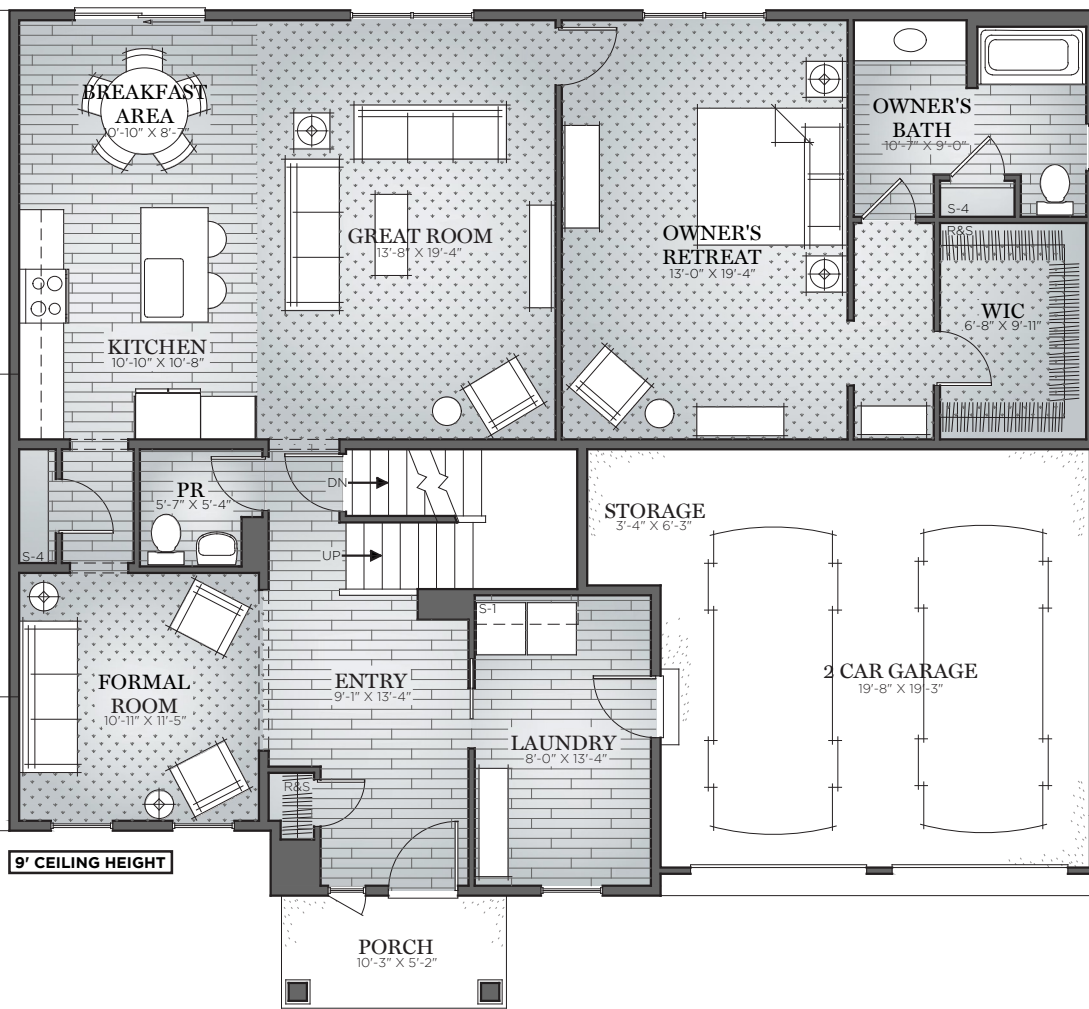 BREAKFAST
AREA
0'-10" X 8'-7"
OWNER'S
BATH
10'-7" X 9'-0"
S-4
R&S
GREAT ROOM
13'-8" X 19'-4"
OWNER'S
RETREAT
13'-0" X 19'-4"
WIC
6'-8" X 9'-11"
KITCHEN
10'-10" X 10'-8"
DN
PR
5'-7" X 5'-4"
STORAGE
3'-4" X 6'-3"
S-4
UP
S-1
FORMAL
ROOM
10'-11" X 11'-5"
ENTRY
9'-1" X 13'-4"
2 CAR GARAGE
19'-8" X 19'-3"
LAUNDRY
8'-0" X 13'-4"
R&S
9' CEILING HEIGHT
PORCH
10'-3" X 5'-2"